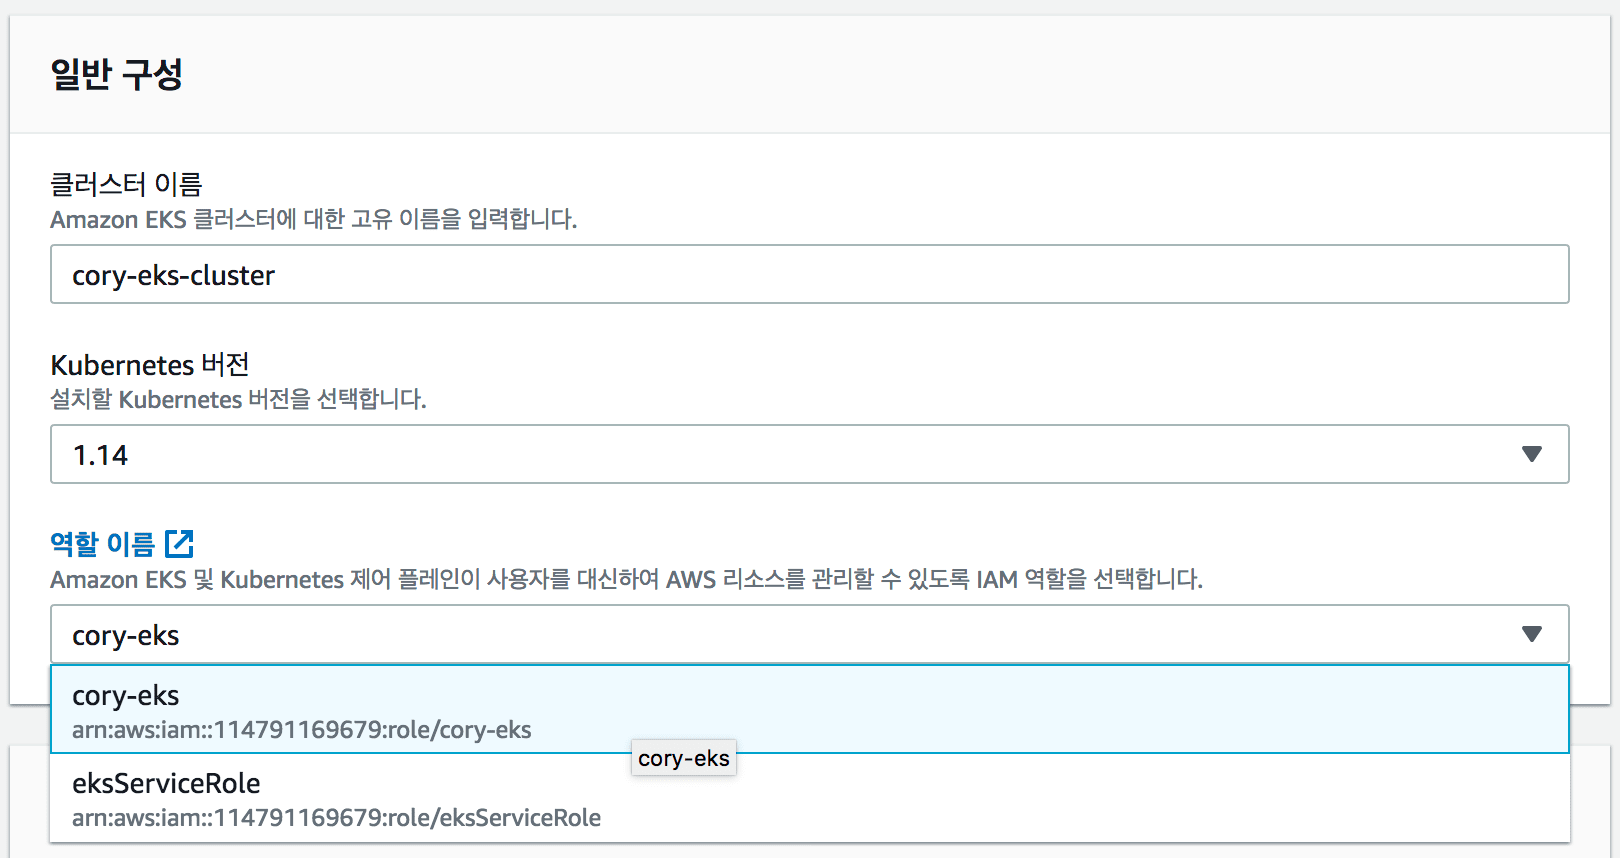 일반 구성
클러스터 이름
Amazon EKS 클러스터에 대한 고유 이름을 입력합니다.
cory-eks-cluster
Kubernetes 버전
설치할 Kubernetes 버전을 선택합니다.
1.14
역할 이름
Amazon EKS 및 Kubernetes 제어 플레인이 사용자를 대신하여 AWS 리소스를 관리할 수 있도록 IAM 역할을 선택합니다.
cory-eks
cory-eks
arn:aws:iam::114791169679:role/cory-eks
cory-eks
eksServiceRole
arn:aws:iam::114791169679:role/eksServiceRole